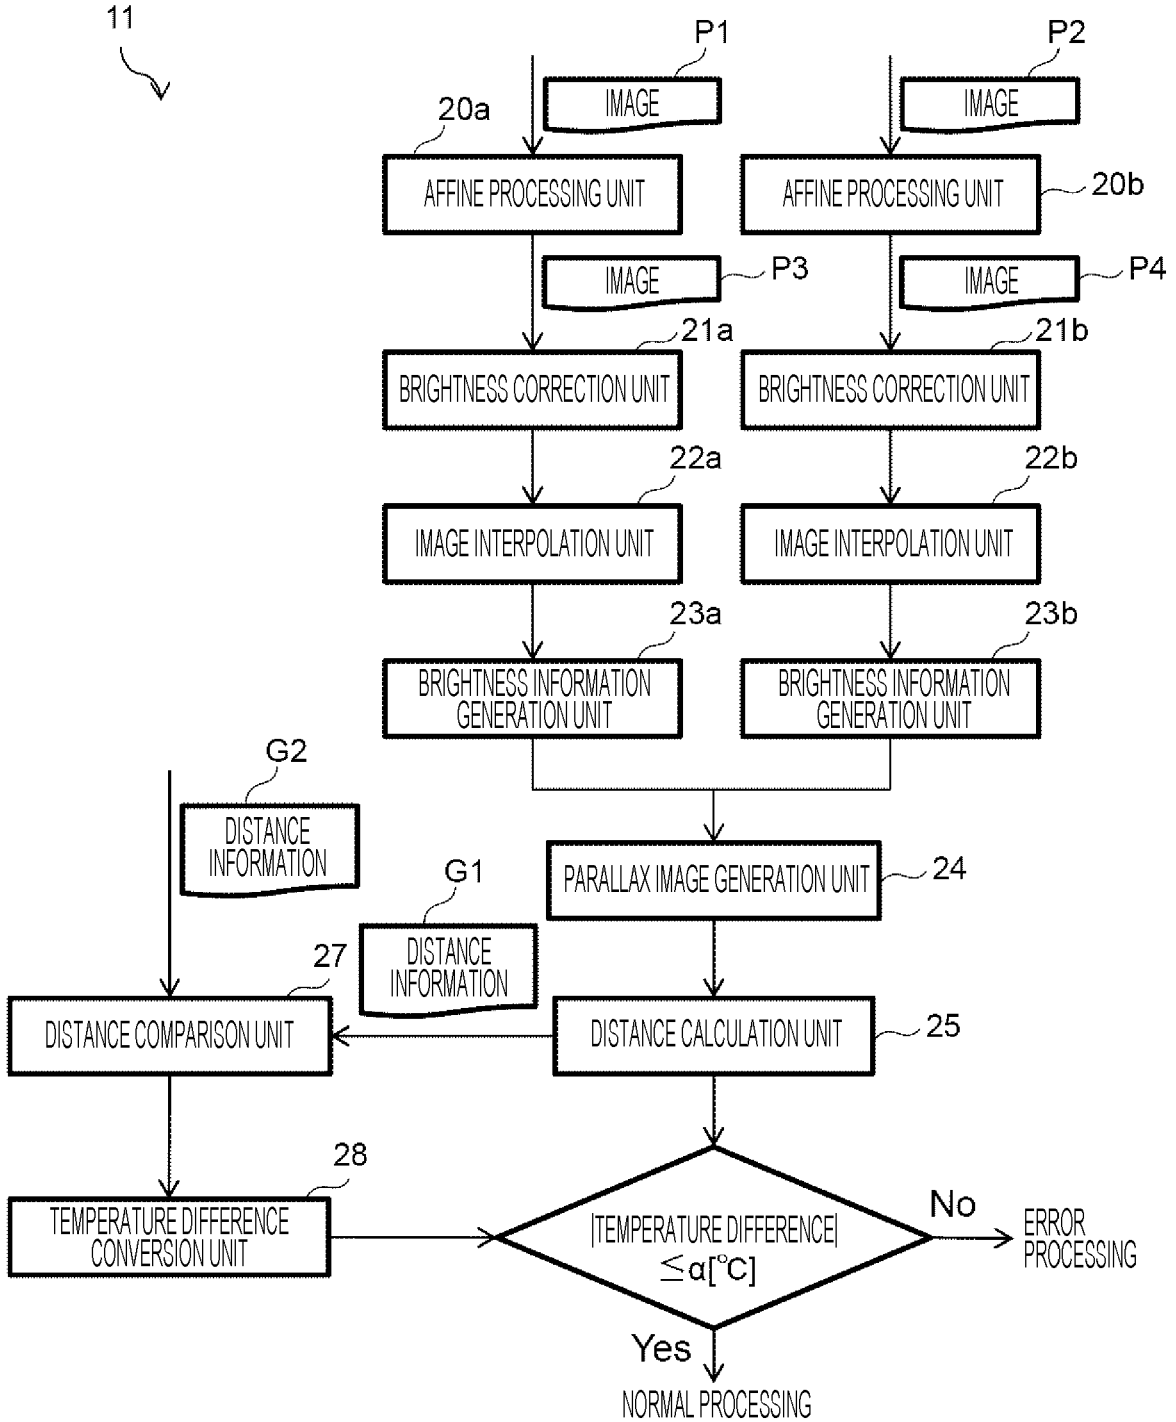 11
P1
P2
IMAGE
IMAGE
20a
AFFINE PROCESSING UNIT
AFFINE PROCESSING UNIT
20b
IMAGE
P3
IMAGE
P4
21a
21b
BRIGHTNESS CORRECTION UNIT
BRIGHTNESS CORRECTION UNIT
22a
22b
IMAGE INTERPOLATION UNIT
IMAGE INTERPOLATION UNIT
23a
23b
BRIGHTNESS INFORMATION
GENERATION UNIT
BRIGHTNESS INFORMATION
GENERATION UNIT
G2
DISTANCE
INFORMATION
PARALLAX IMAGE GENERATION UNIT
24
G1
DISTANCE
INFORMATION
27
DISTANCE COMPARISON UNIT
DISTANCE CALCULATION UNIT
25
28
TEMPERATURE DIFFERENCE
CONVERSION UNIT
|TEMPERATURE DIFFERENCE|
≦α[°C]
No
ERROR
PROCESSING
Yes
NORMAL PROCESSING